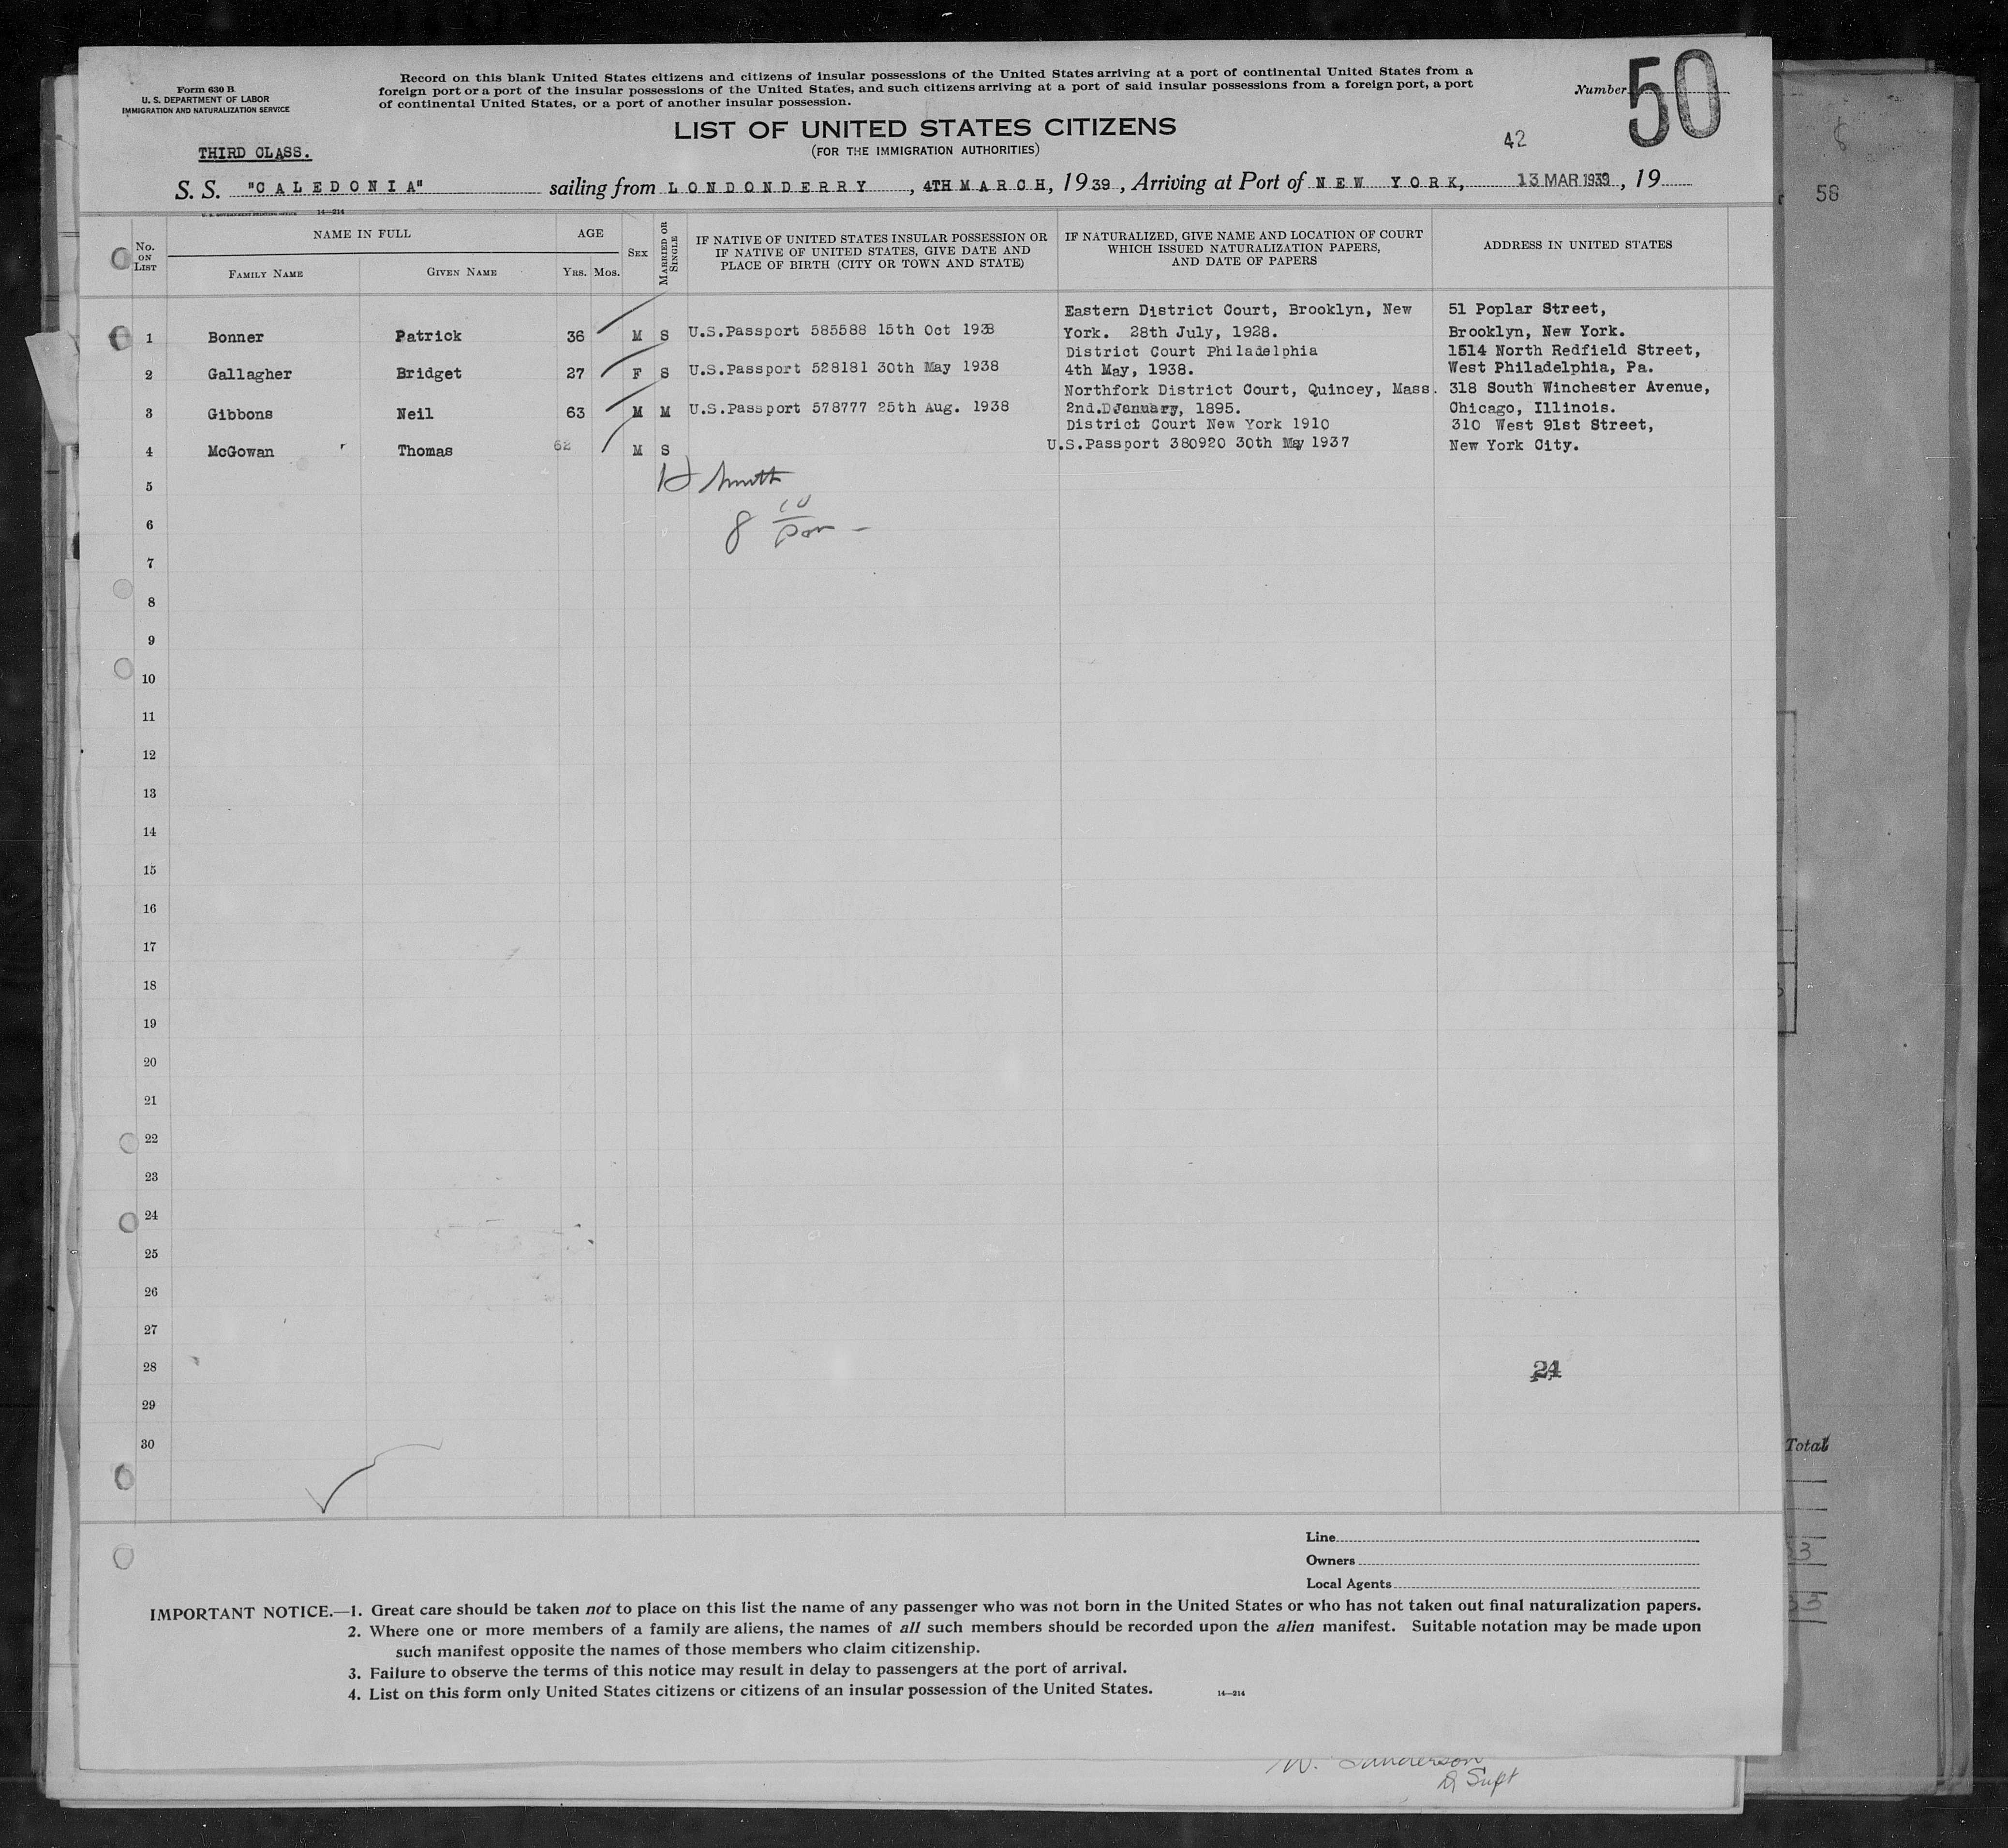 Form 630 B
U. S. DEPARTMENT OF LABOR
IMMIGRATION AND NATURALIZATION SERVICE
Record on this blank United States citizens and citizens of insular possessions of the United States arriving at a port of continental United States from a
foreign port or a port of the insular possessions of the United States, and such citizens arriving at a port of said insular possessions from a foreign port, a port
of continental United States, or a port of another insular possession.
Number 50
LIST OF UNITED STATES CITIZENS
(FOR THE IMMIGRATION AUTHORITIES)
42
THIRD CLASS.
S. S. "CALEDONIA" sailing from LONDONDERRY, 4TH MARCH, 1939, Arriving at Port of NEW YORK, 13 MAR 1939, 19
58
U. S. GOVERNMENT PRINTING OFFICE 14—214
No. ON LIST
NAME IN FULL
FAMILY NAME
GIVEN NAME
AGE
YRS. MOS.
SEX
MARRIED OR SINGLE
IF NATIVE OF UNITED STATES INSULAR POSSESSION OR
IF NATIVE OF UNITED STATES, GIVE DATE AND
PLACE OF BIRTH (CITY OR TOWN AND STATE)
IF NATURALIZED, GIVE NAME AND LOCATION OF COURT
WHICH ISSUED NATURALIZATION PAPERS,
AND DATE OF PAPERS
ADDRESS IN UNITED STATES
Eastern District Court, Brooklyn, New 51 Poplar Street,
1 Bonner Patrick 36 M S U.S.Passport 585588 15th Oct 1938 York. 28th July, 1928. Brooklyn, New York.
District Court Philadelphia 1514 North Redfield Street,
2 Gallagher Bridget 27 F S U.S.Passport 528181 30th May 1938 4th May, 1938. West Philadelphia, Pa.
Northfork District Court, Quincey, Mass. 318 South Winchester Avenue,
3 Gibbons Neil 63 M M U.S.Passport 578777 25th Aug. 1938 2nd. January, 1895. Chicago, Illinois.
District Court New York 1910 310 West 91st Street,
4 McGowan Thomas 62 M S U.S.Passport 380920 30th May 1937 New York City.
5
6
7
8
9
10
11
12
13
14
15
16
17
18
19
20
21
22
23
24
25
26
27
28
29
30
Total
Line
Owners
Local Agents
IMPORTANT NOTICE.—1. Great care should be taken not to place on this list the name of any passenger who was not born in the United States or who has not taken out final naturalization papers.
2. Where one or more members of a family are aliens, the names of all such members should be recorded upon the alien manifest. Suitable notation may be made upon
such manifest opposite the names of those members who claim citizenship.
3. Failure to observe the terms of this notice may result in delay to passengers at the port of arrival.
4. List on this form only United States citizens or citizens of an insular possession of the United States.
14—214